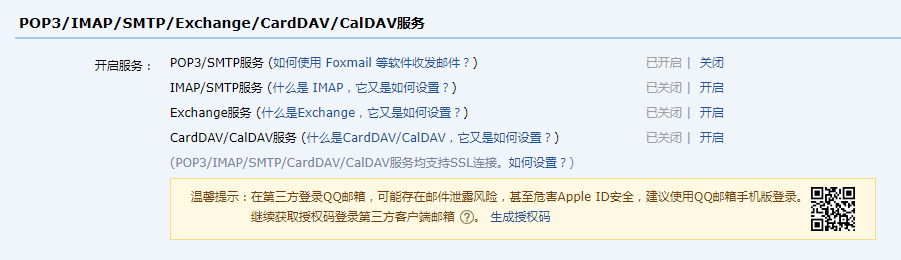 POP3/IMAP/SMTP/Exchange/CardDAV/CalDAV服务
开启服务： POP3/SMTP服务 (如何使用 Foxmail 等软件收发邮件？) 已开启 | 关闭
IMAP/SMTP服务 (什么是 IMAP，它又是如何设置？) 已关闭 | 开启
Exchange服务 (什么是Exchange，它又是如何设置？) 已关闭 | 开启
CardDAV/CalDAV服务 (什么是CardDAV/CalDAV，它又是如何设置？) 已关闭 | 开启
(POP3/IMAP/SMTP/CardDAV/CalDAV服务均支持SSL连接。如何设置？)
温馨提示：在第三方登录QQ邮箱，可能存在邮件泄露风险，甚至危害Apple ID安全，建议使用QQ邮箱手机版登录。
继续获取授权码登录第三方客户端邮箱 ?。 生成授权码